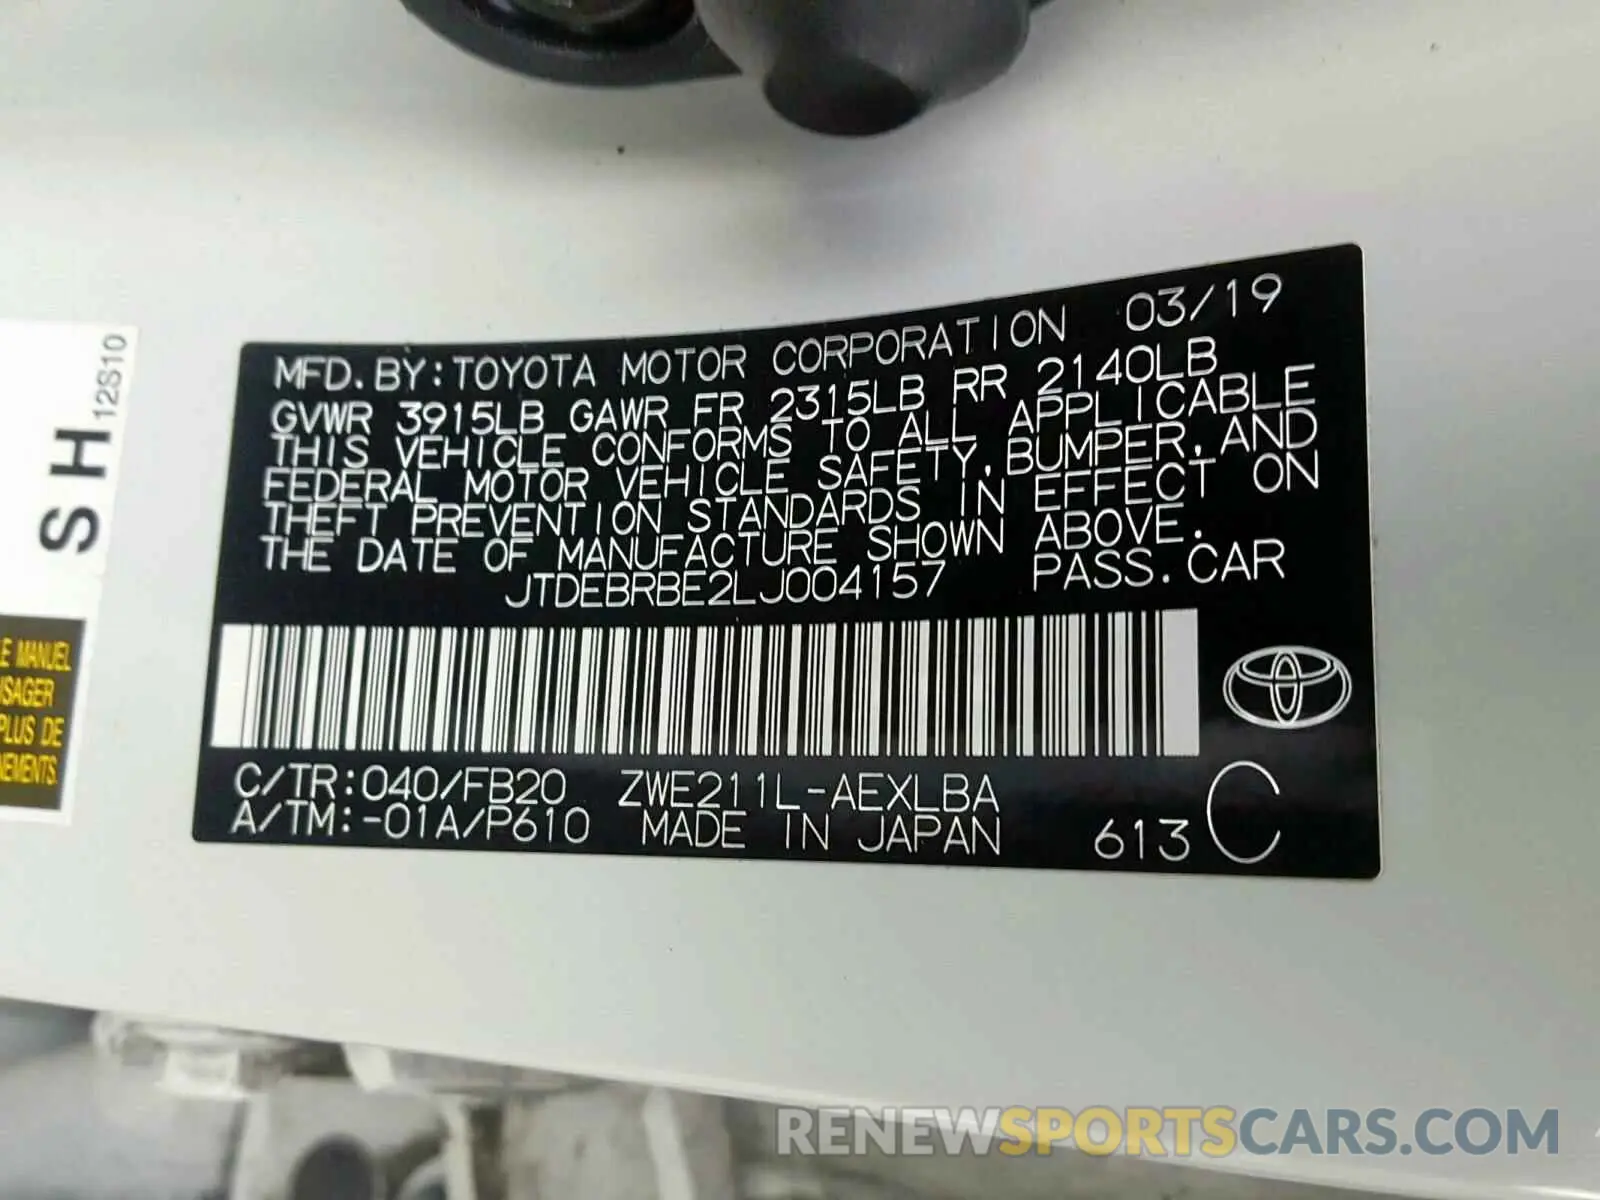 MFD.BY:TOYOTA MOTOR CORPORATION 03/19
GVWR 3915LB GAWR FR 2315LB RR 2140LB
THIS VEHICLE CONFORMS TO ALL APPLICABLE
FEDERAL MOTOR VEHICLE SAFETY,BUMPER,AND
THEFT PREVENTION STANDARDS IN EFFECT ON
THE DATE OF MANUFACTURE SHOWN ABOVE.
JTDEBRBE2LJ004157 PASS.CAR
C/TR:040/FB20 ZWE211L-AEXLBA
A/TM:-01A/P610 MADE IN JAPAN 613 C
SH 12S10
E MANUEL
SAGER
PLUS DE
NEMENTS.
RENEWSPORTSCARS.COM